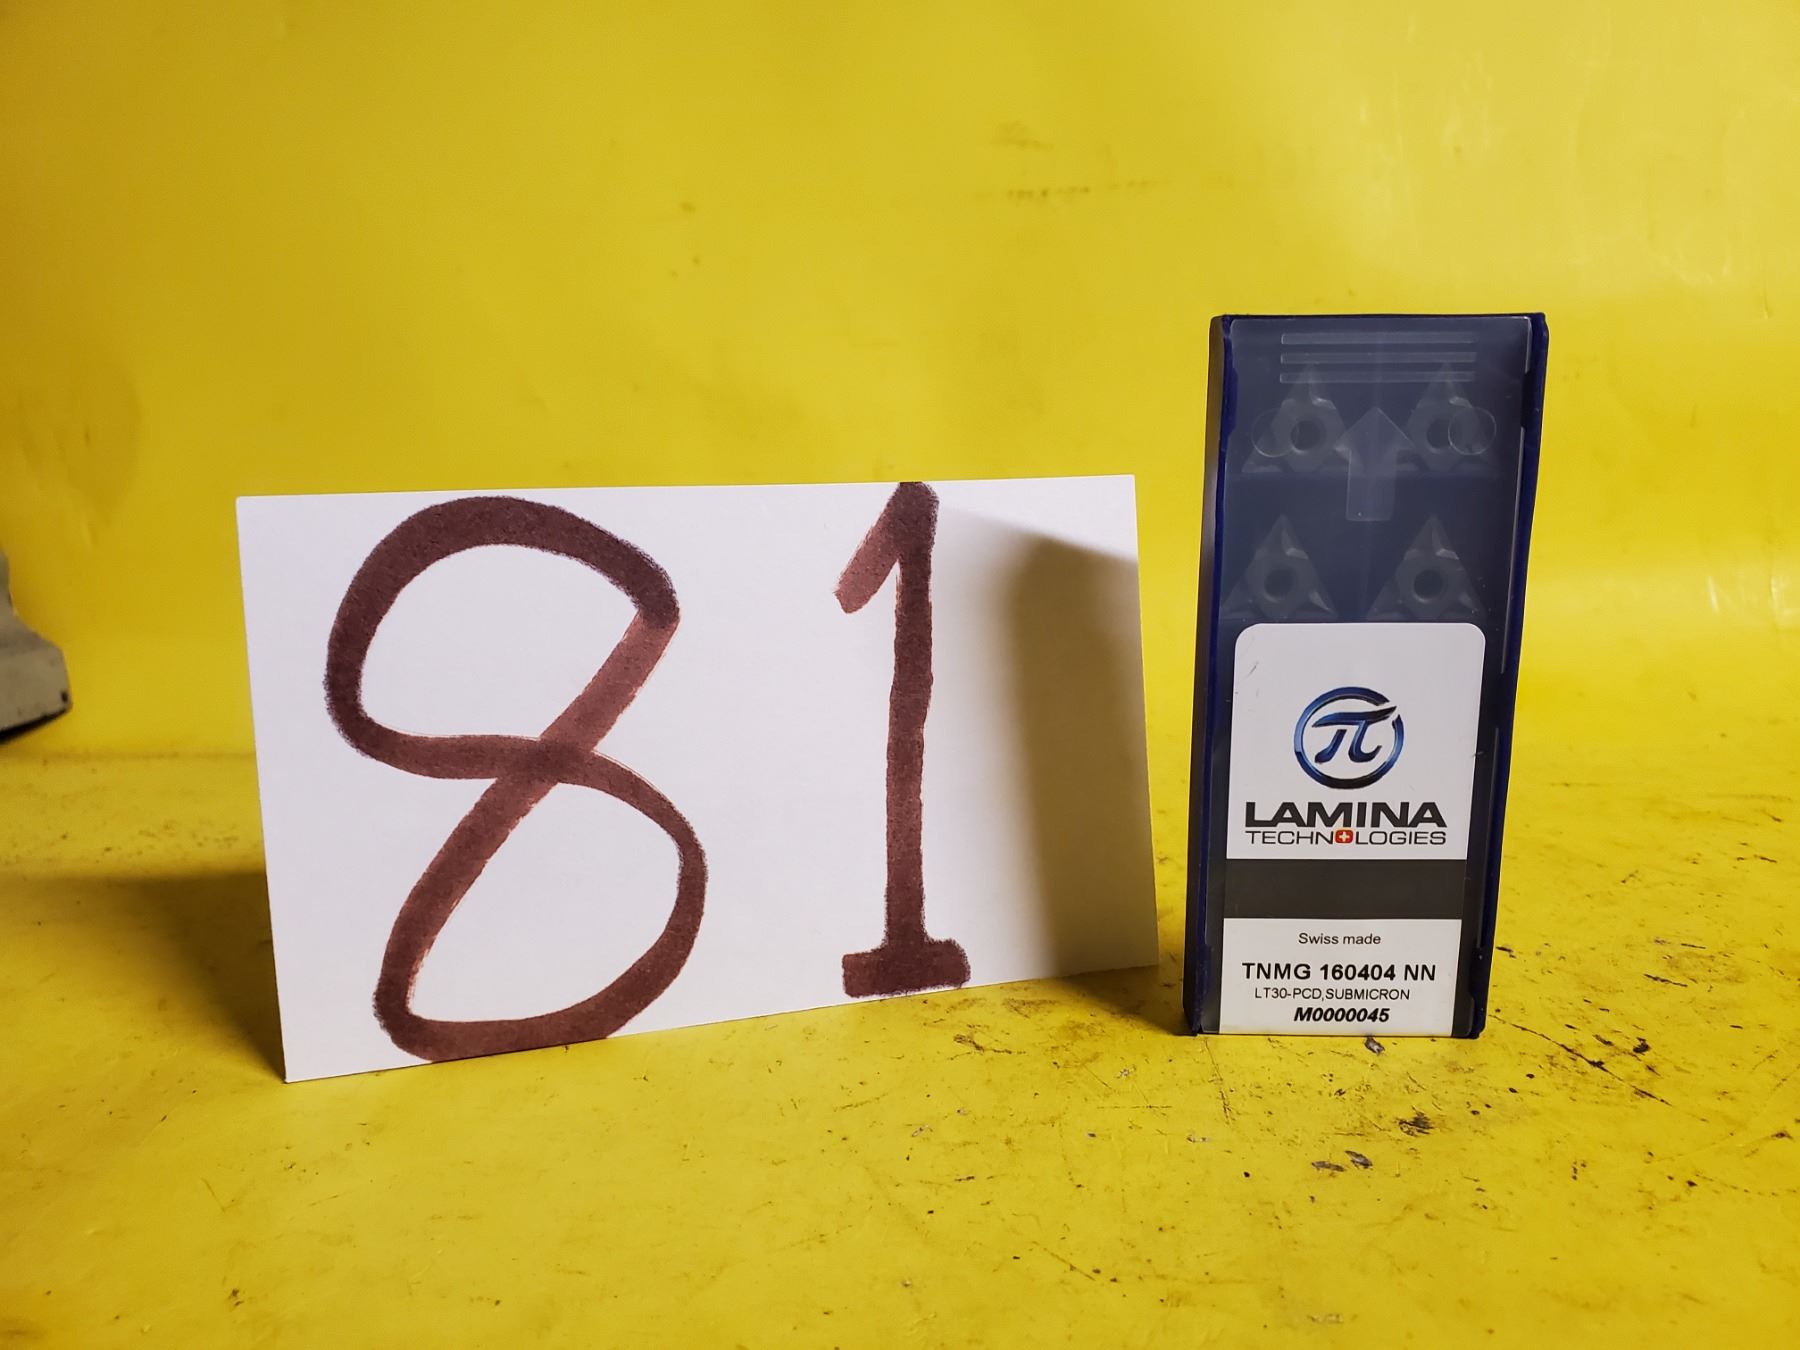 81
π
LAMINA
TECHNOLOGIES
Swiss made
TNMG 160404 NN
LT30-PCD,SUBMICRON
M0000045